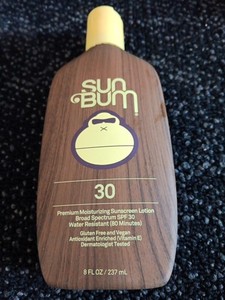 SUN
BUM
30
Premium Moisturizing Sunscreen Lotion
Broad Spectrum SPF 30
Water Resistant (80 Minutes)
Gluten Free and Vegan
Antioxidant Enriched (Vitamin E)
Dermatologist Tested
8 FL OZ / 237 mL